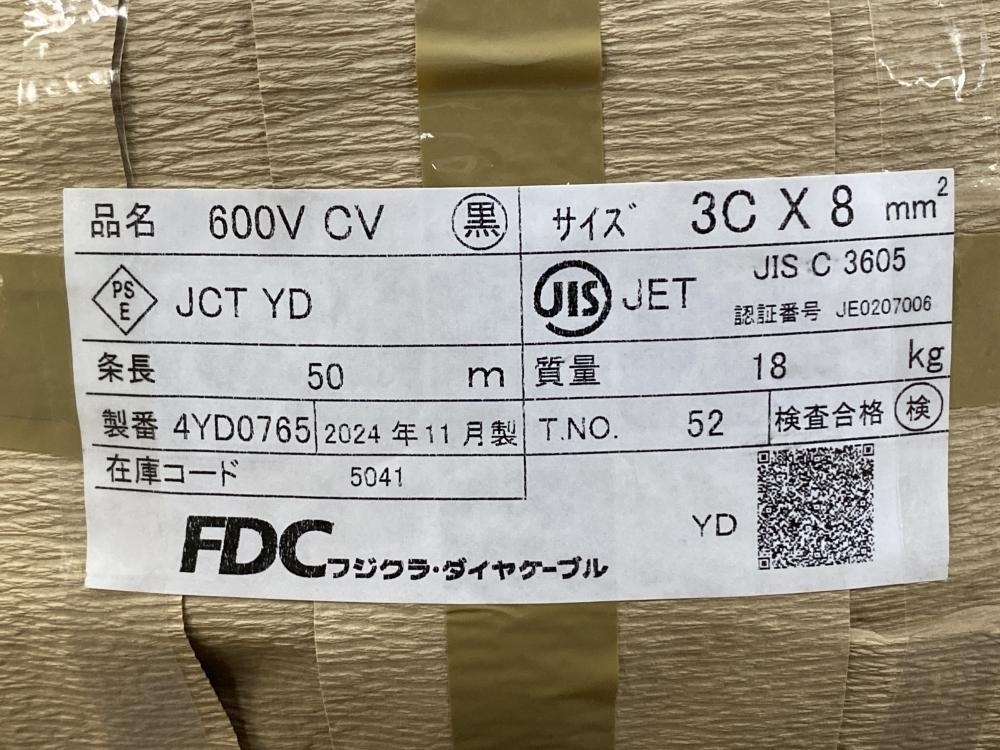 品名 600V CV 黒 サイズ 3C X 8 mm²
PS E JCT YD JIS JET JIS C 3605
認証番号 JE0207006
条長 50 m 質量 18 kg
製番 4YD0765 2024 年 11 月 製 T.NO. 52 検査合格 検
在庫コード 5041
YD
FDC フジクラ・ダイヤケーブル